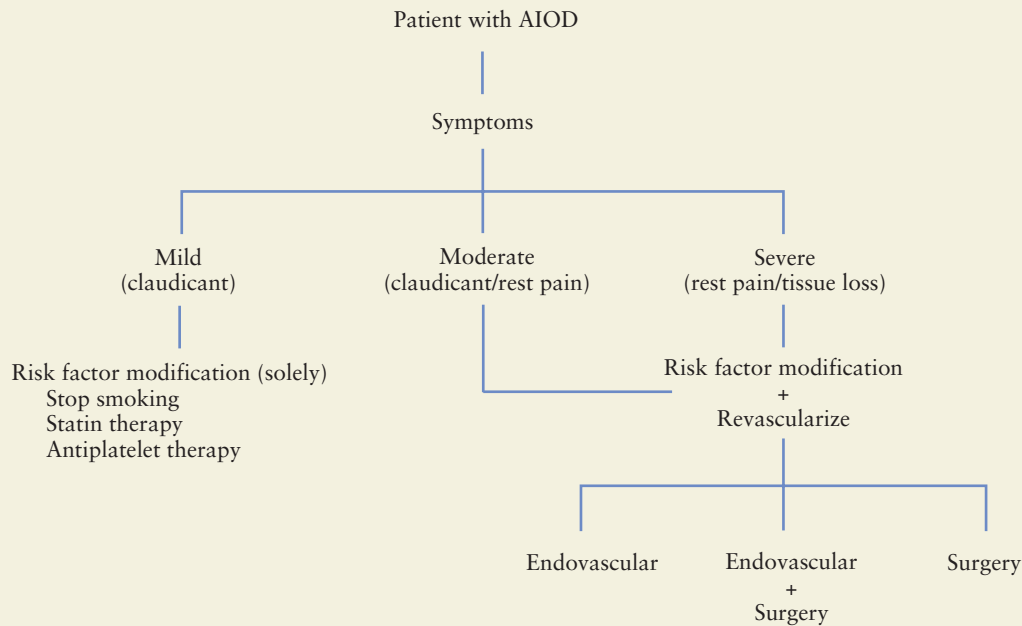 Patient with AIOD
Symptoms
Mild
(claudicant)
Moderate
(claudicant/rest pain)
Severe
(rest pain/tissue loss)
Risk factor modification (solely)
Stop smoking
Statin therapy
Antiplatelet therapy
Risk factor modification
+
Revascularize
Endovascular
Endovascular
+
Surgery
Surgery